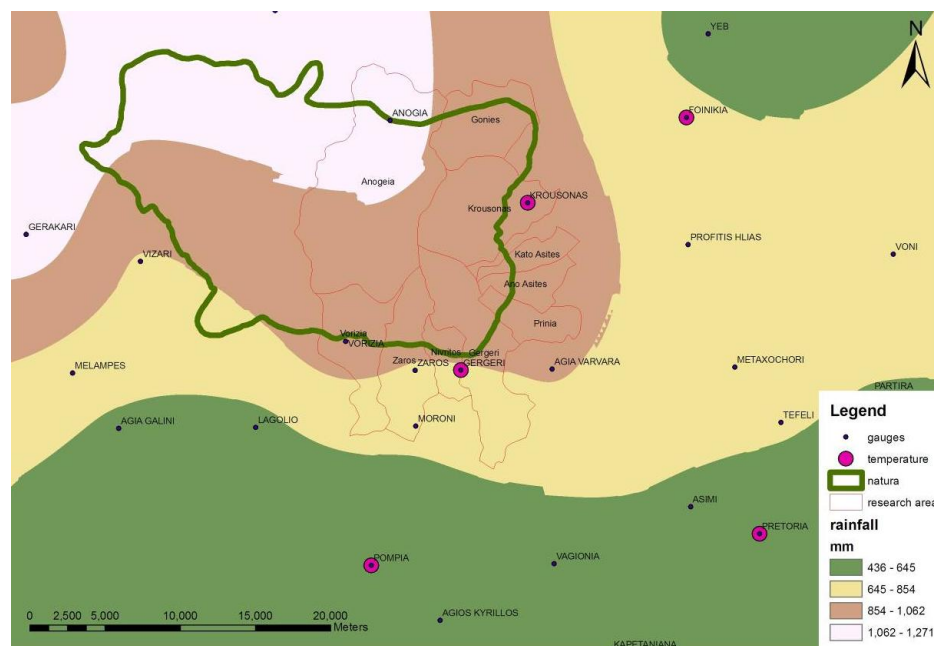 YEB
N
FOINIKIA
ANOGIA
Gonies
Anogeia
KROUSONAS
Krousonas
GERAKARI
PROFITIS HLIAS
VONI
VIZARI
Kato Asites
Ano Asites
Prinia
Vorizia
VORIZIA
Nivritos
Gergeri
Zaros
ZAROS
GERGERI
AGIA VARVARA
METAXOCHORI
MELAMPES
PARTIRA
AGIA GALINI
LAGOLIO
MORONI
TEFELI
ASIMI
PRETORIA
POMPIA
VAGIONIA
AGIOS KYRILLOS
KAPETANIANA
0 2,500 5,000 10,000 15,000 20,000
Meters
Legend
gauges
temperature
natura
research area
rainfall
mm
436 - 645
645 - 854
854 - 1,062
1,062 - 1,271